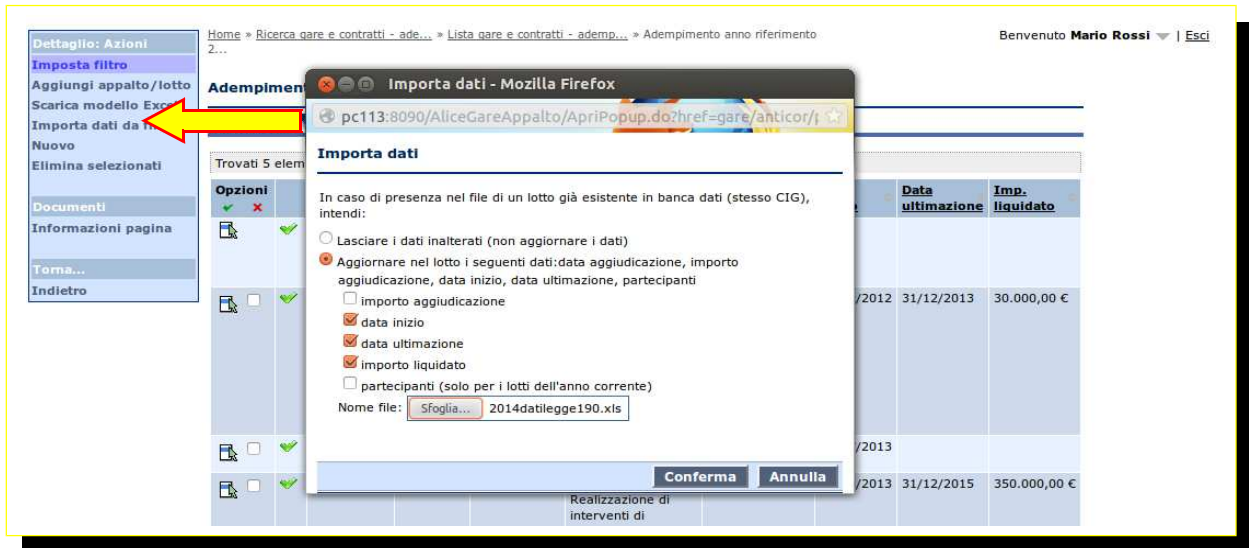 Home » Ricerca gare e contratti - ade... » Lista gare e contratti - ademp... » Adempimento anno riferimento
2...
Benvenuto Mario Rossi | Esci
Dettaglio: Azioni
Imposta filtro
Aggiungi appalto/lotto
Scarica modello Excel
Importa dati da
Nuovo
Elimina selezionati
Documenti
Informazioni pagina
Torna...
Indietro
Trovati 5
Opzioni
Data
ultimazione
Imp.
liquidato
/2012 31/12/2013 30.000,00 €
/2013
/2013 31/12/2015 350.000,00 €
Realizzazione di
interventi di
Importa dati - Mozilla Firefox
pc113:8090/AliceGareAppalto/ApriPopup.do?href=gare/anticor/
Importa dati
In caso di presenza nel file di un lotto già esistente in banca dati (stesso CIG),
intendi:
Lasciare i dati inalterati (non aggiornare i dati)
Aggiornare nel lotto i seguenti dati:data aggiudicazione, importo
aggiudicazione, data inizio, data ultimazione, partecipanti
importo aggiudicazione
data inizio
data ultimazione
importo liquidato
partecipanti (solo per i lotti dell'anno corrente)
Nome file: Sfoglia... 2014datilegge190.xls
Conferma Annulla